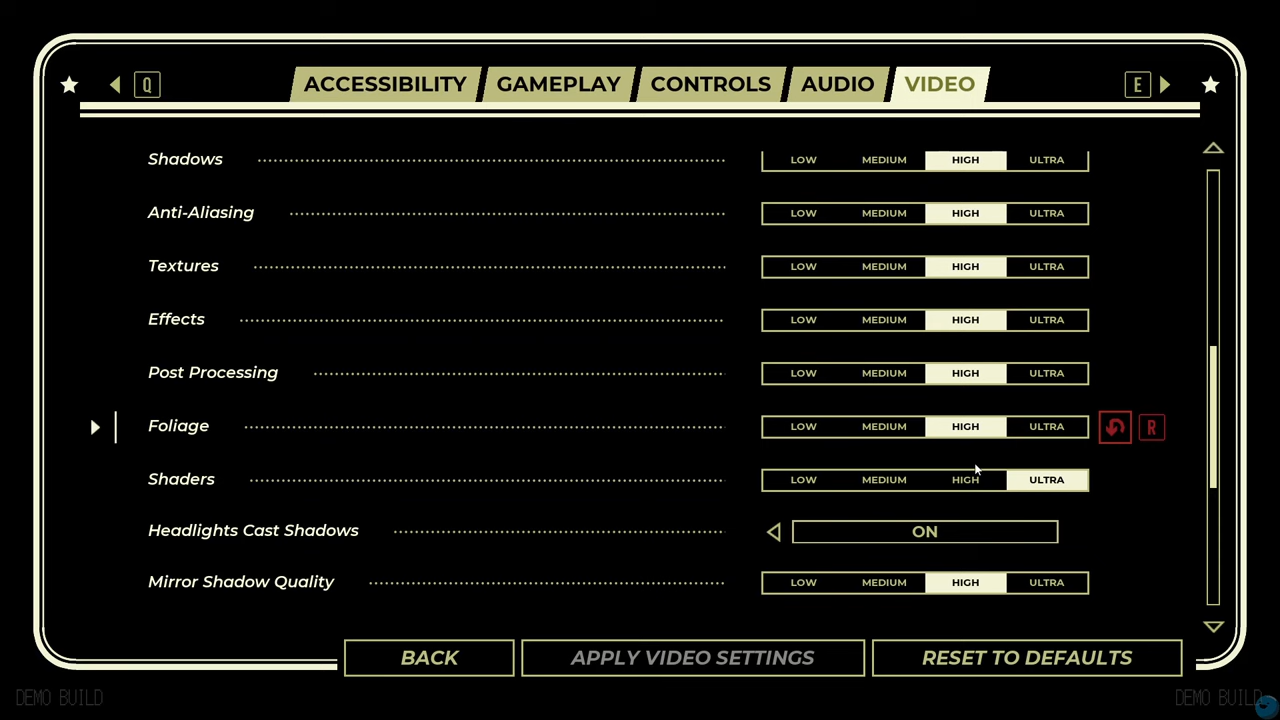 Q ACCESSIBILITY GAMEPLAY CONTROLS AUDIO VIDEO E
Shadows LOW MEDIUM HIGH ULTRA
Anti-Aliasing LOW MEDIUM HIGH ULTRA
Textures LOW MEDIUM HIGH ULTRA
Effects LOW MEDIUM HIGH ULTRA
Post Processing LOW MEDIUM HIGH ULTRA
Foliage LOW MEDIUM HIGH ULTRA R
Shaders LOW MEDIUM HIGH ULTRA
Headlights Cast Shadows ON
Mirror Shadow Quality LOW MEDIUM HIGH ULTRA
BACK APPLY VIDEO SETTINGS RESET TO DEFAULTS
DEMO BUILD DEMO BUILD